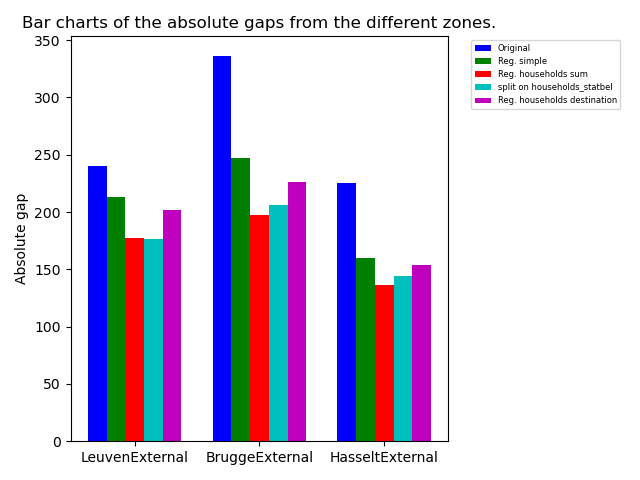 Bar charts of the absolute gaps from the different zones.
Original
Reg. simple
Reg. households sum
split on households_statbel
Reg. households destination
Absolute gap
350
300
250
200
150
100
50
0
LeuvenExternal BruggeExternal HasseltExternal